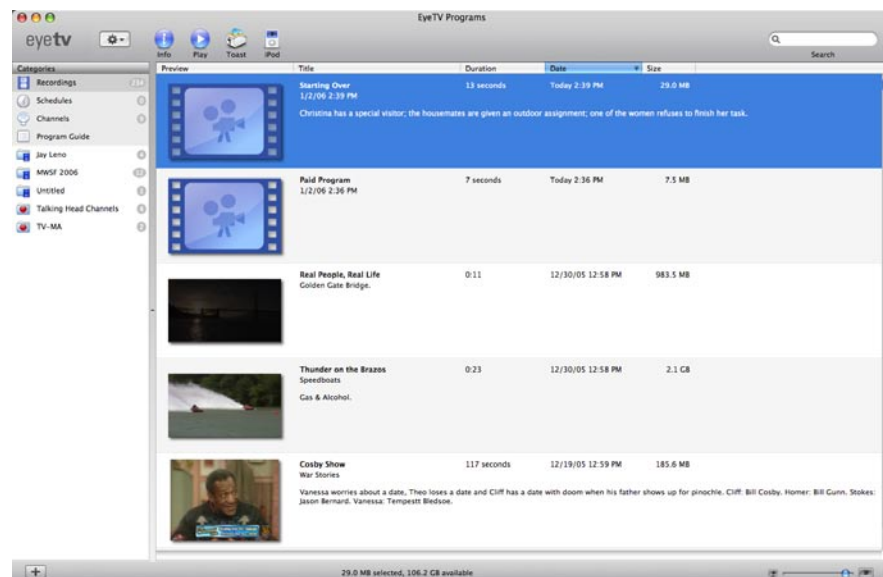 EyeTV Programs
eyetv
Info Play Toast iPod
Search
Categories
Preview Title Duration Date Size
Recordings
Schedules
Channels
Program Guide
Jay Leno
MWSF 2006
Untitled
Talking Head Channels
TV-MA
Starting Over 13 seconds Today 2:39 PM 29.0 MB
1/2/06 2:39 PM
Christina has a special visitor; the housemates are given an outdoor assignment; one of the women refuses to finish her task.
Paid Program 7 seconds Today 2:36 PM 7.5 MB
1/2/06 2:36 PM
Real People, Real Life 0:11 12/30/05 12:58 PM 983.5 MB
Golden Gate Bridge.
Thunder on the Brazos 0:23 12/30/05 12:58 PM 2.1 GB
Speedboats
Gas & Alcohol.
Cosby Show 117 seconds 12/19/05 12:59 PM 185.6 MB
War Stories
Vanessa worries about a date, Theo loses a date and Cliff has a date with doom when his father shows up for pinochle. Cliff: Bill Cosby. Homer: Bill Gunn. Stokes:
Jason Bernard. Vanessa: Tempestt Bledsoe.
29.0 MB selected, 106.2 GB available